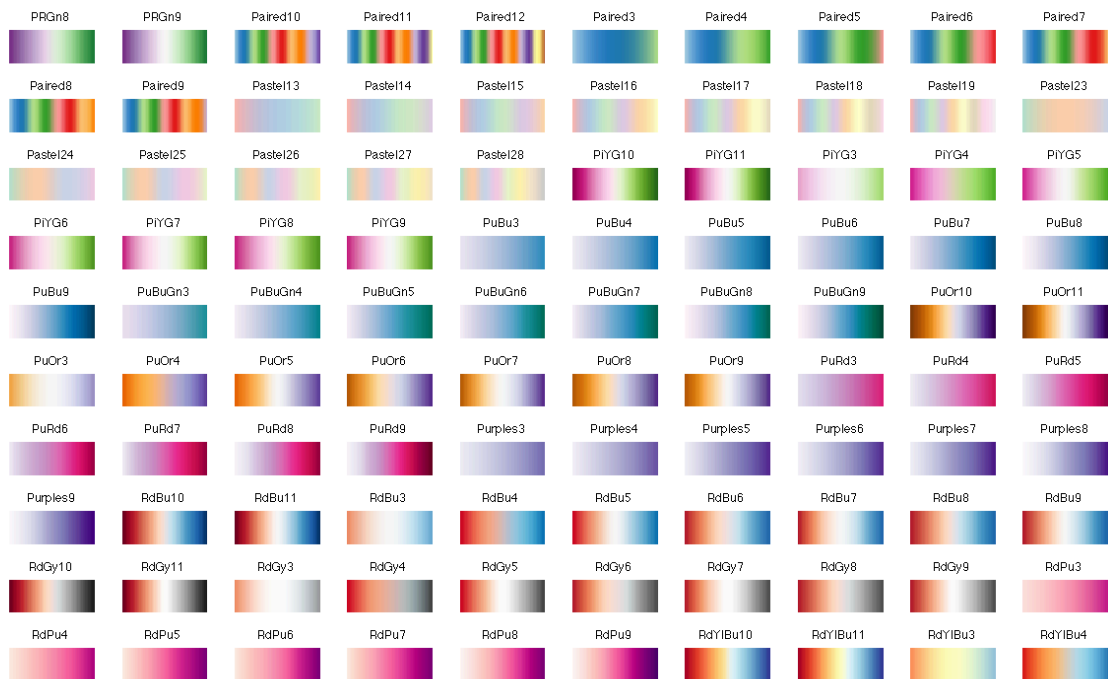 PRGn8 PRGn9 Paired10 Paired11 Paired12 Paired3 Paired4 Paired5 Paired6 Paired7
Paired8 Paired9 Pastel13 Pastel14 Pastel15 Pastel16 Pastel17 Pastel18 Pastel19 Pastel23
Pastel24 Pastel25 Pastel26 Pastel27 Pastel28 PiYG10 PiYG11 PiYG3 PiYG4 PiYG5
PiYG6 PiYG7 PiYG8 PiYG9 PuBu3 PuBu4 PuBu5 PuBu6 PuBu7 PuBu8
PuBu9 PuBuGn3 PuBuGn4 PuBuGn5 PuBuGn6 PuBuGn7 PuBuGn8 PuBuGn9 PuOr10 PuOr11
PuOr3 PuOr4 PuOr5 PuOr6 PuOr7 PuOr8 PuOr9 PuRd3 PuRd4 PuRd5
PuRd6 PuRd7 PuRd8 PuRd9 Purples3 Purples4 Purples5 Purples6 Purples7 Purples8
Purples9 RdBu10 RdBu11 RdBu3 RdBu4 RdBu5 RdBu6 RdBu7 RdBu8 RdBu9
RdGy10 RdGy11 RdGy3 RdGy4 RdGy5 RdGy6 RdGy7 RdGy8 RdGy9 RdPu3
RdPu4 RdPu5 RdPu6 RdPu7 RdPu8 RdPu9 RdYlBu10 RdYlBu11 RdYlBu3 RdYlBu4